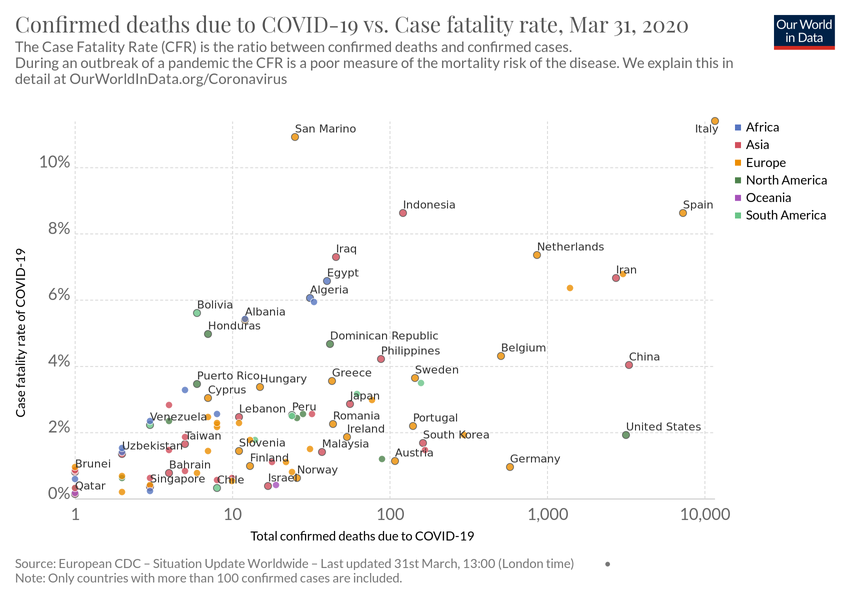 Confirmed deaths due to COVID-19 vs. Case fatality rate, Mar 31, 2020
Our World
in Data
The Case Fatality Rate (CFR) is the ratio between confirmed deaths and confirmed cases.
During an outbreak of a pandemic the CFR is a poor measure of the mortality risk of the disease. We explain this in
detail at OurWorldInData.org/Coronavirus
San Marino
Italy
Africa
Asia
Europe
North America
Oceania
South America
10%
8%
6%
4%
2%
0%
Case fatality rate of COVID-19
Indonesia
Spain
Netherlands
Iraq
Iran
Egypt
Algeria
Bolivia
Albania
Honduras
Dominican Republic
Philippines
Belgium
China
Puerto Rico
Hungary
Greece
Sweden
Cyprus
Japan
Venezuela
Lebanon
Peru
Romania
Portugal
United States
Ireland
Taiwan
South Korea
Uzbekistan
Slovenia
Malaysia
Austria
Germany
Brunei
Bahrain
Finland
Norway
Qatar
Singapore
Chile
Israel
1
10
100
1,000
10,000
Total confirmed deaths due to COVID-19
Source: European CDC – Situation Update Worldwide – Last updated 31st March, 13:00 (London time)
Note: Only countries with more than 100 confirmed cases are included.